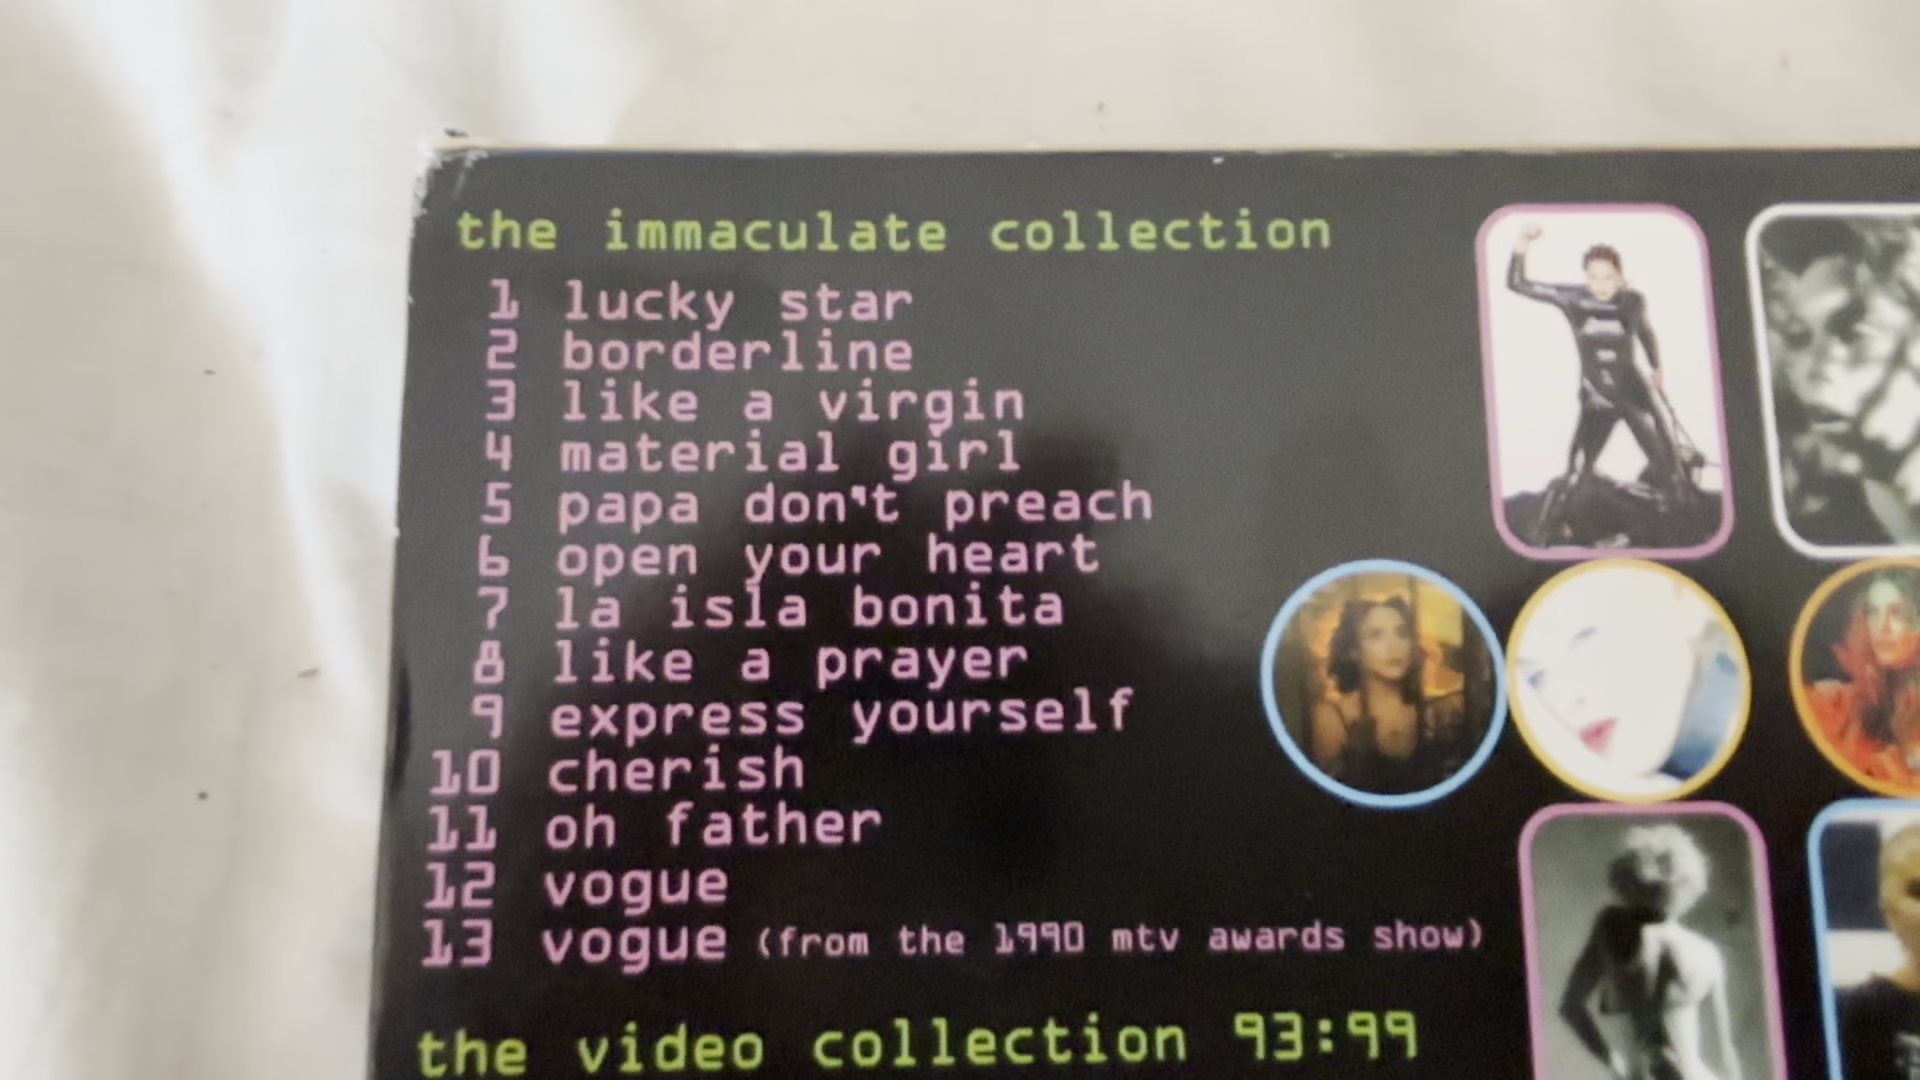 the immaculate collection
1 lucky star
2 borderline
3 like a virgin
4 material girl
5 papa don't preach
6 open your heart
7 la isla bonita
8 like a prayer
9 express yourself
10 cherish
11 oh father
12 vogue
13 vogue (from the 1990 mtv awards show)
the video collection 93:99